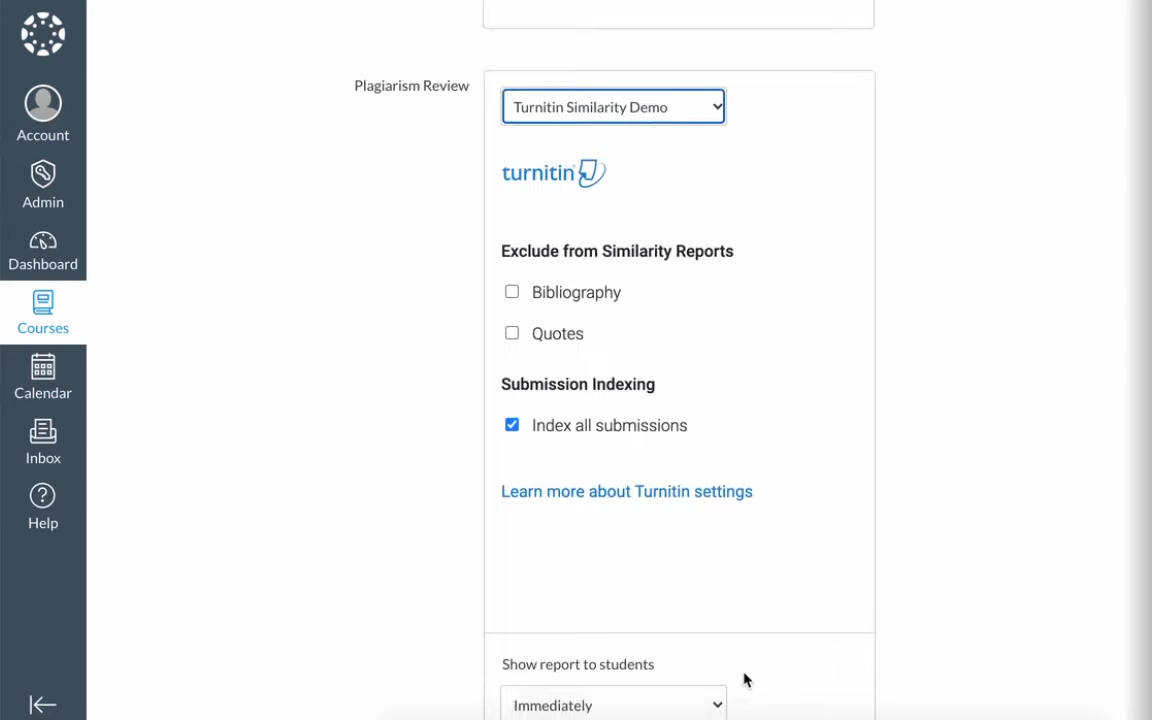 Account
Admin
Dashboard
Courses
Calendar
Inbox
Help
Plagiarism Review
Turnitin Similarity Demo
turnitin
Exclude from Similarity Reports
Bibliography
Quotes
Submission Indexing
Index all submissions
Learn more about Turnitin settings
Show report to students
Immediately